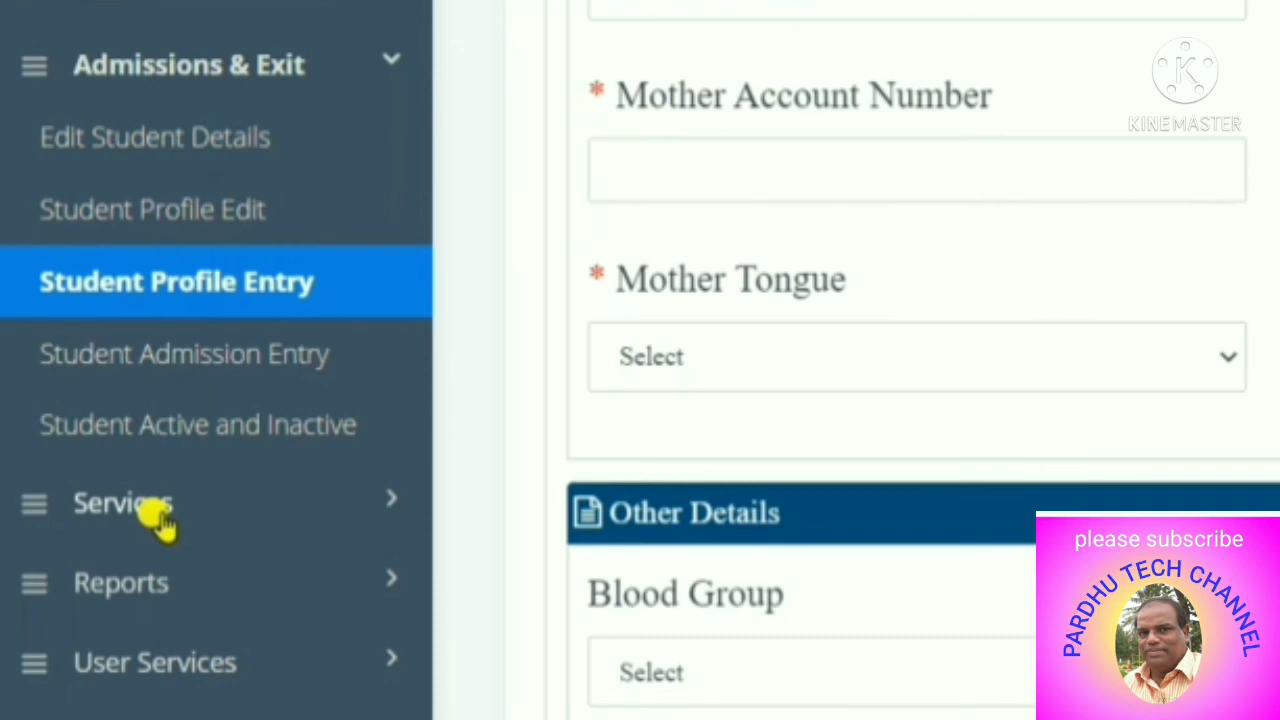 Admissions & Exit
Edit Student Details
Student Profile Edit
Student Profile Entry
Student Admission Entry
Student Active and Inactive
Services
Reports
User Services
* Mother Account Number
* Mother Tongue
Select
Other Details
Blood Group
Select
K
KINEMASTER
please subscribe
PARDHU TECH CHANNEL